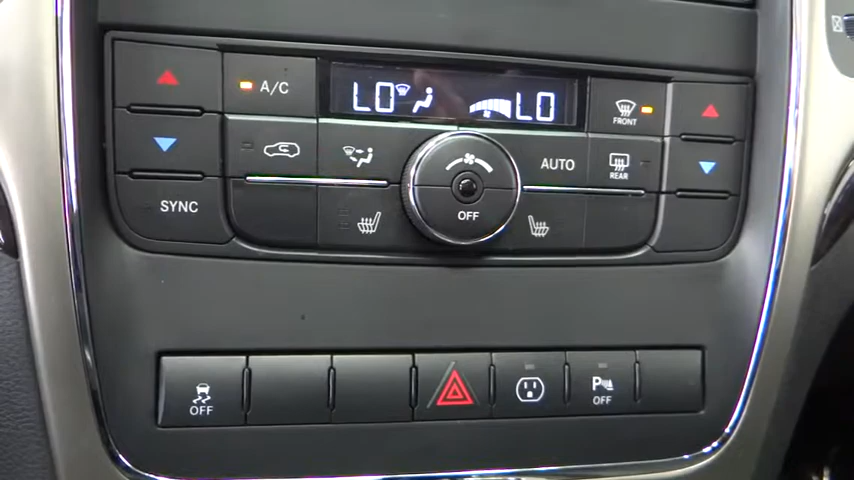 LO LO
A/C
FRONT
AUTO
REAR
SYNC
OFF
OFF
P
OFF